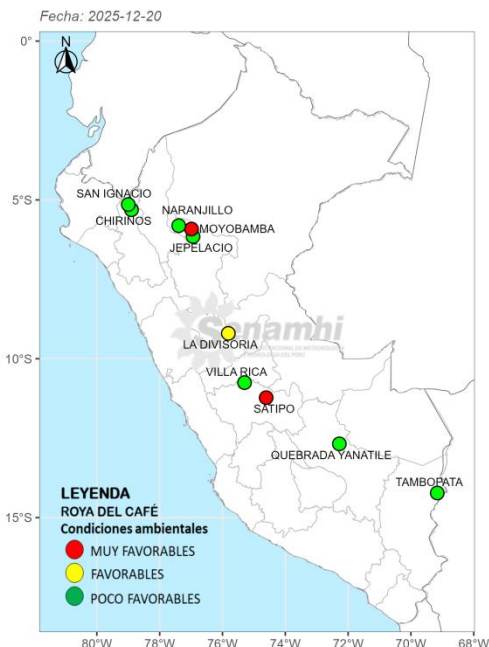 Fecha: 2025-12-20
0°
N
SAN IGNACIO
NARANJILLO
5°S
CHIRINOS
MOYOBAMBA
JEPELACIO
Senamhi
LA DIVISORIA
10°S
VILLA RICA
SATIPO
QUEBRADA YANATILE
TAMBOPATA
LEYENDA
ROYA DEL CAFÉ
15°S
Condiciones ambientales
MUY FAVORABLES
FAVORABLES
POCO FAVORABLES
80°W 78°W 76°W 74°W 72°W 70°W 68°W